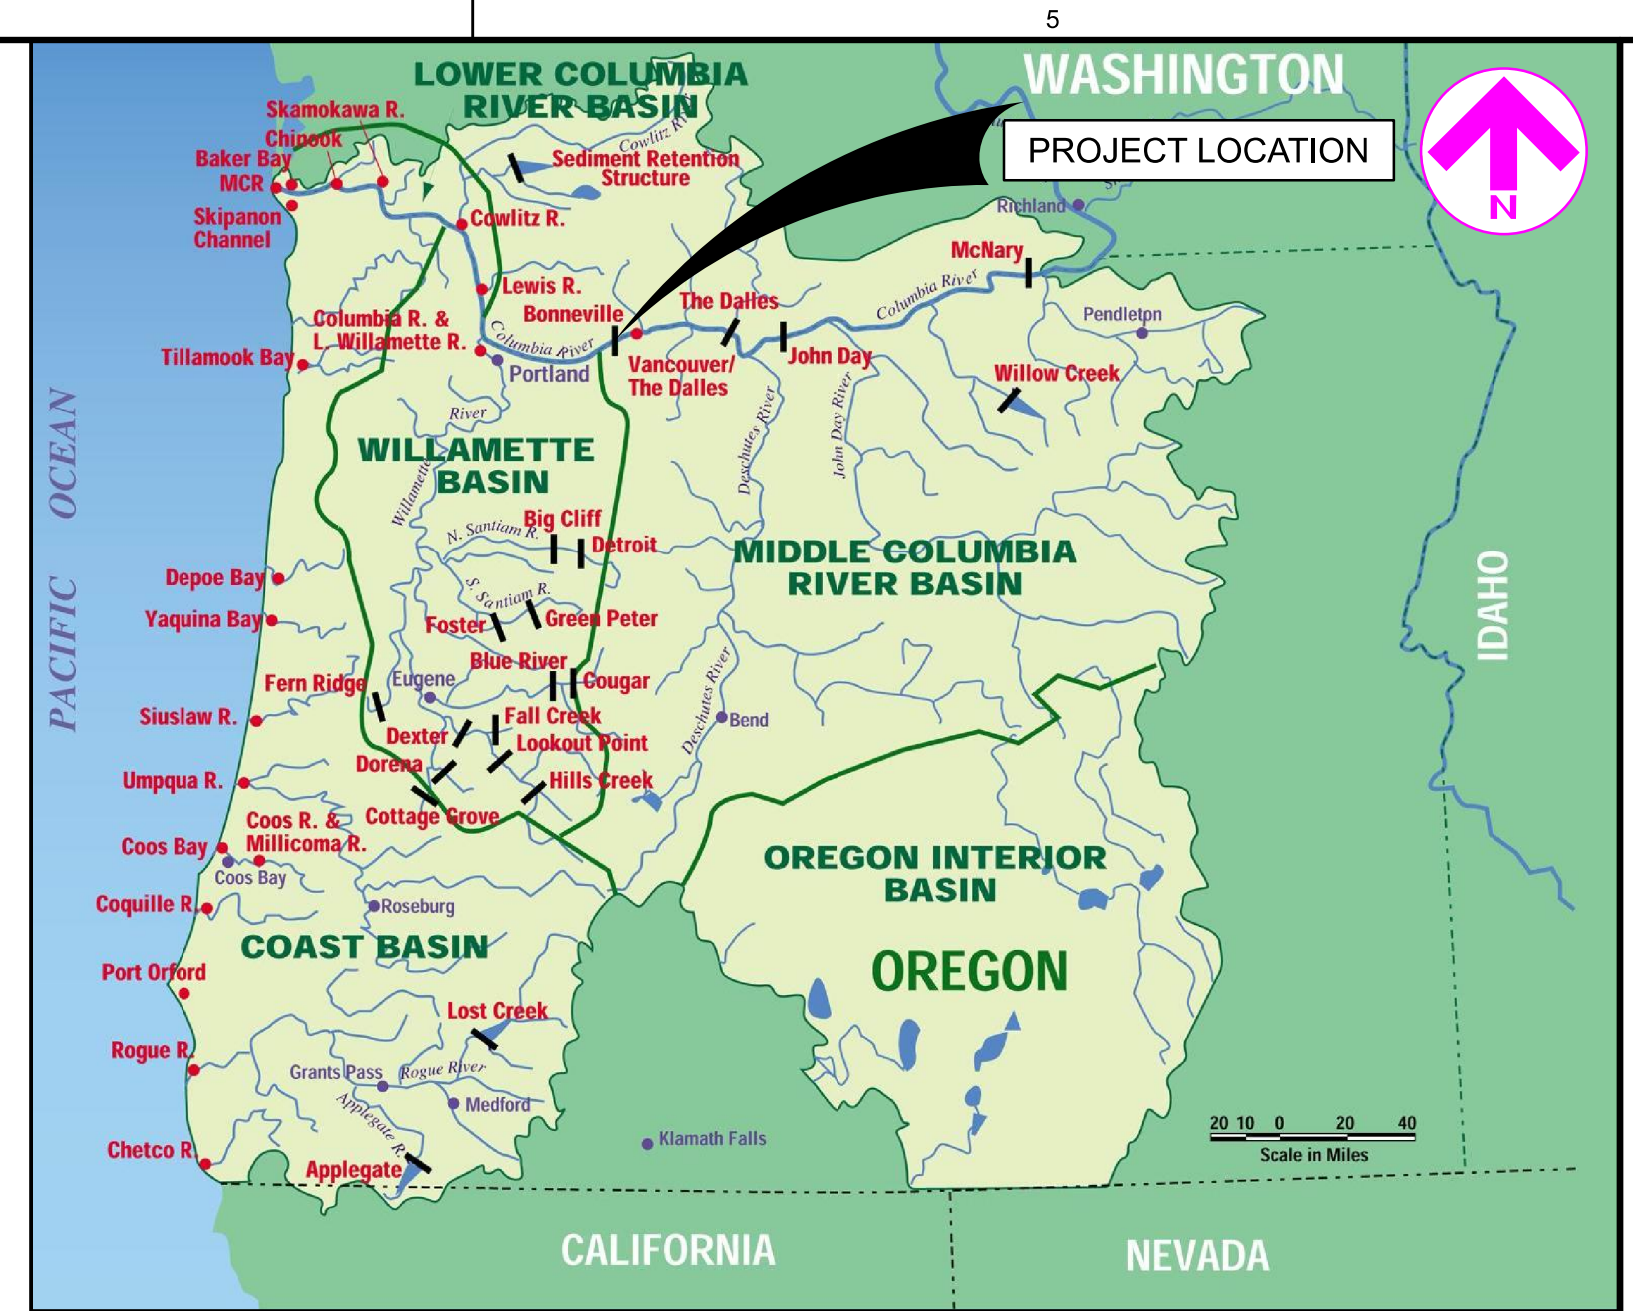 5
LOWER COLUMBIA
RIVER BASIN
WASHINGTON
Skamokawa R.
Chinook
Baker Bay
MCR
Skipanon
Channel
Cowlitz R.
Sediment Retention
Structure
PROJECT LOCATION
N
Richland
Cowlitz R.
McNary
Lewis R.
Bonneville
The Dalles
Columbia River
Pendleton
Columbia R. &
L. Willamette R.
Columbia River
Tillamook Bay
Portland
Vancouver/
The Dalles
John Day
Willow Creek
PACIFIC OCEAN
River
Willamette
WILLAMETTE
BASIN
Deschutes River
John Day River
N. Santiam R.
Big Cliff
Detroit
MIDDLE COLUMBIA
RIVER BASIN
IDAHO
Depoe Bay
S. Santiam R.
Yaquina Bay
Foster
Green Peter
Blue River
Fern Ridge
Eugene
Cougar
Deschutes River
Siuslaw R.
Fall Creek
Bend
Dexter
Lookout Point
Dorena
Umpqua R.
Hills Creek
Cottage Grove
Coos R. &
Millicoma R.
Coos Bay
Coos Bay
OREGON INTERIOR
BASIN
Coquille R.
Roseburg
COAST BASIN
OREGON
Port Orford
Lost Creek
Rogue R.
Grants Pass
Rogue River
Applegate R.
Medford
Klamath Falls
Chetco R.
Applegate
20 10 0 20 40
Scale in Miles
CALIFORNIA
NEVADA